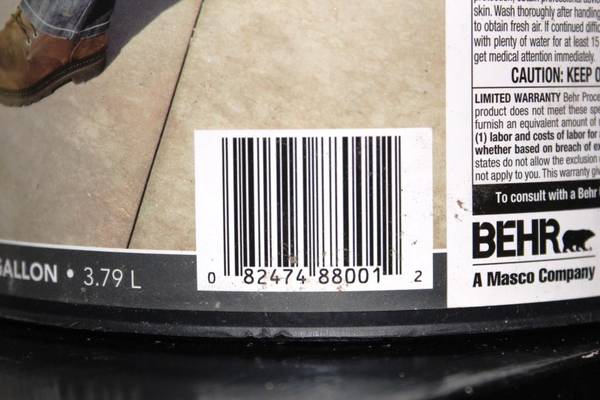 skin. Wash thoroughly after handling
to obtain fresh air. If continued
with plenty of water for at least 15
get medical attention immediately.
CAUTION: KEEP
LIMITED WARRANTY Behr
product does not meet these
furnish an equivalent amount of
(1) labor and costs of labor for
whether based on breach of
states do not allow the exclusion
not apply to you. This warranty
To consult with a Behr
BEHR
A Masco Company
GALLON • 3.79 L
0 82474 88001 2